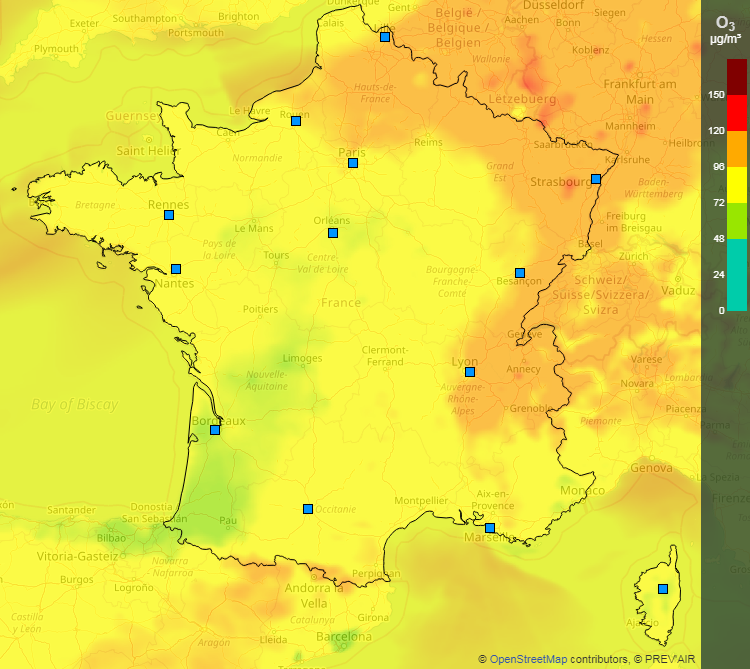 Dunkerque
Calais
Gent
België /
Belgique /
Belgien
Düsseldorf
Aachen
Bonn
Siegen
Hessen
Koblenz
Wallonie
Southampton
Brighton
Exeter
Portsmouth
Plymouth
O₃
µg/m³
150
120
96
72
48
24
0
Frankfurt am
Main
Letzebuerg
Hauts-de-
France
Le Havre
Rouen
Guernsey
Caen
Saint Helier
Normandie
Paris
Reims
Mannheim
Heilbronn
Saarbrücken
Karlsruhe
Grand
Est
Strasbourg
Baden-
Württemberg
Bretagne
Rennes
Le Mans
Orléans
Freiburg
im Breisgau
Pays de
la Loire
Tours
Centre-
Val de Loire
Basel
Zürich
Nantes
Bourgogne-
Franche-
Comté
Besançon
Schweiz/
Suisse/Svizzera/
Svizra
Vaduz
Poitiers
France
Genève
Limoges
Clermont-
Ferrand
Lyon
Annecy
Varese
Lombardia
Novara
Nouvelle-
Aquitaine
Auvergne-
Rhône-
Alpes
Grenoble
Piacenza
Piemonte
Parma
Bay of Biscay
Bordeaux
Genova
La Spezia
Firenze
Monaco
Montpellier
Aix-en-
Provence
Marseille
Occitanie
Santander
Donostia
San Sebastián
Pau
Bilbao
Vitoria-Gasteiz
Navarra
- Nafarroa
Burgos
Logroño
Perpignan
Andorra la
Vella
Castilla
y León
Catalunya
Girona
Aragón
Lleida
Barcelona
Tarragona
Ajaccio
© OpenStreetMap contributors, © PREV'AIR